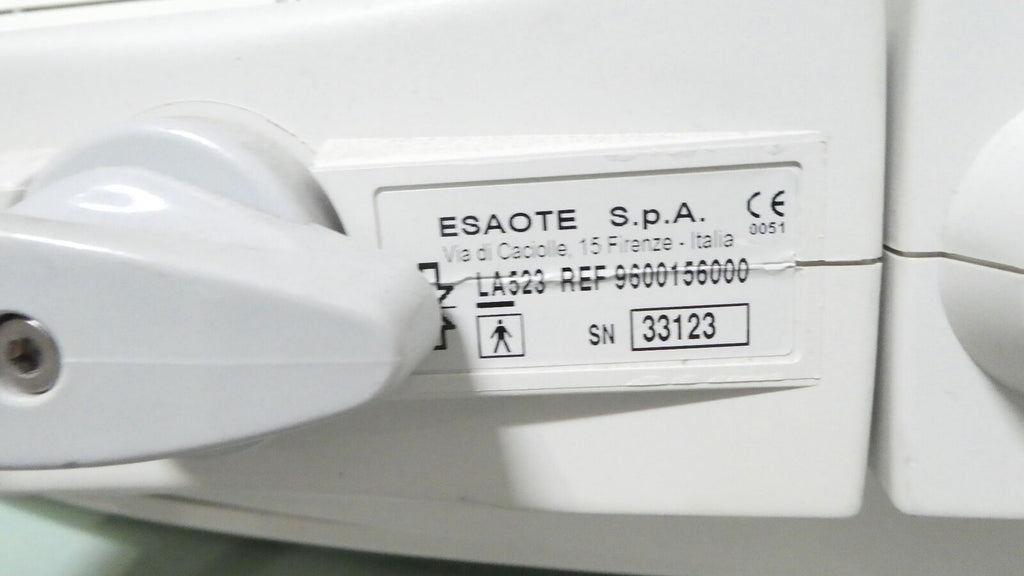 ESAOTE S.p.A.
CE
0051
Via di Caciolle, 15 Firenze - Italia
LA523 REF 9600156000
SN 33123